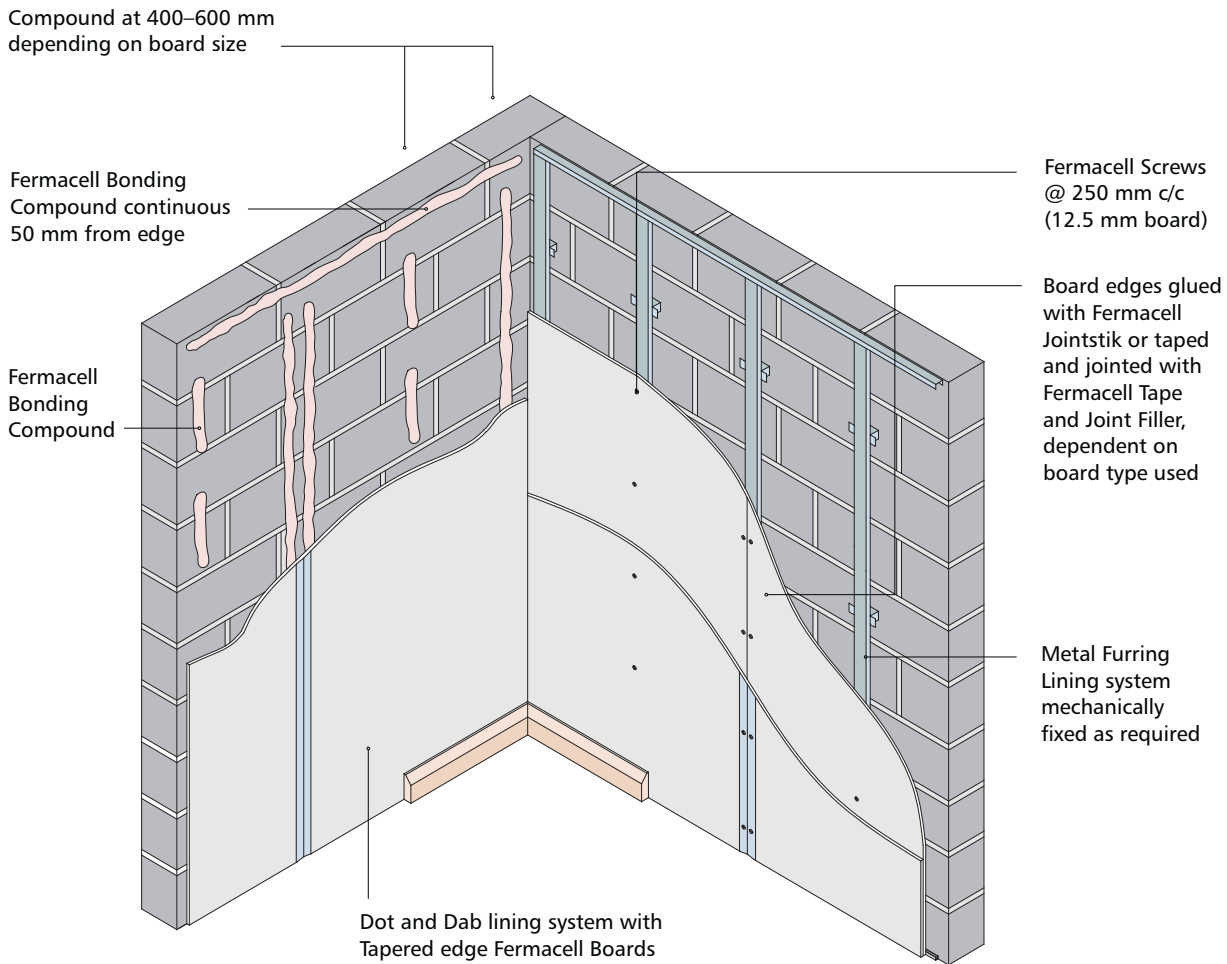 Compound at 400–600 mm
depending on board size
Fermacell Bonding
Compound continuous
50 mm from edge
Fermacell
Bonding
Compound
Fermacell Screws
@ 250 mm c/c
(12.5 mm board)
Board edges glued
with Fermacell
Jointstik or taped
and jointed with
Fermacell Tape
and Joint Filler,
dependent on
board type used
Metal Furring
Lining system
mechanically
fixed as required
Dot and Dab lining system with
Tapered edge Fermacell Boards